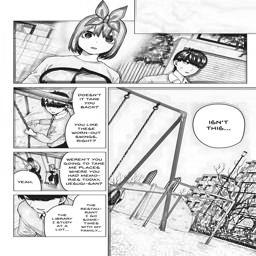 ISN'T
THIS...
DOESN'T
IT TAKE
YOU
BACK?
YOU LIKE
THESE
WORN-OUT
SWINGS,
RIGHT?
WEREN'T YOU
GOING TO TAKE
ME PLACES
WHERE YOU
HAD MEMO-
RIES TODAY,
UESUGI-SAN?
YEAH.
THE
RESTAU-
RANT
I GO
SOME-
TIMES
WITH MY
FAMILY...
THE
LIBRARY
I STUDY
AT A
LOT...